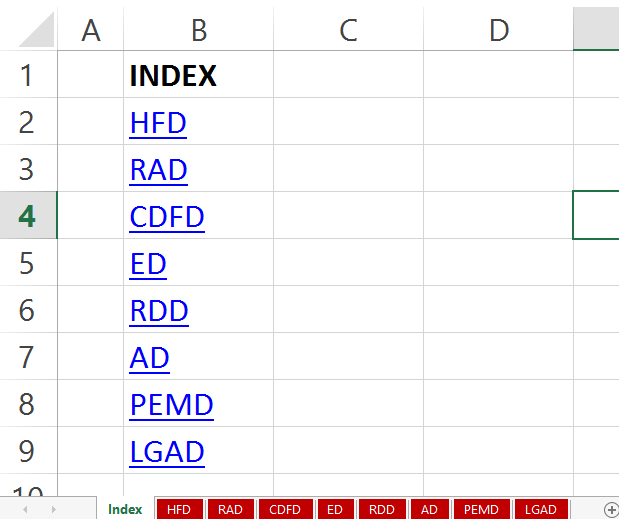 A B C D
1 INDEX
2 HFD
3 RAD
4 CDFD
5 ED
6 RDD
7 AD
8 PEMD
9 LGAD
10
Index HFD RAD CDFD ED RDD AD PEMD LGAD